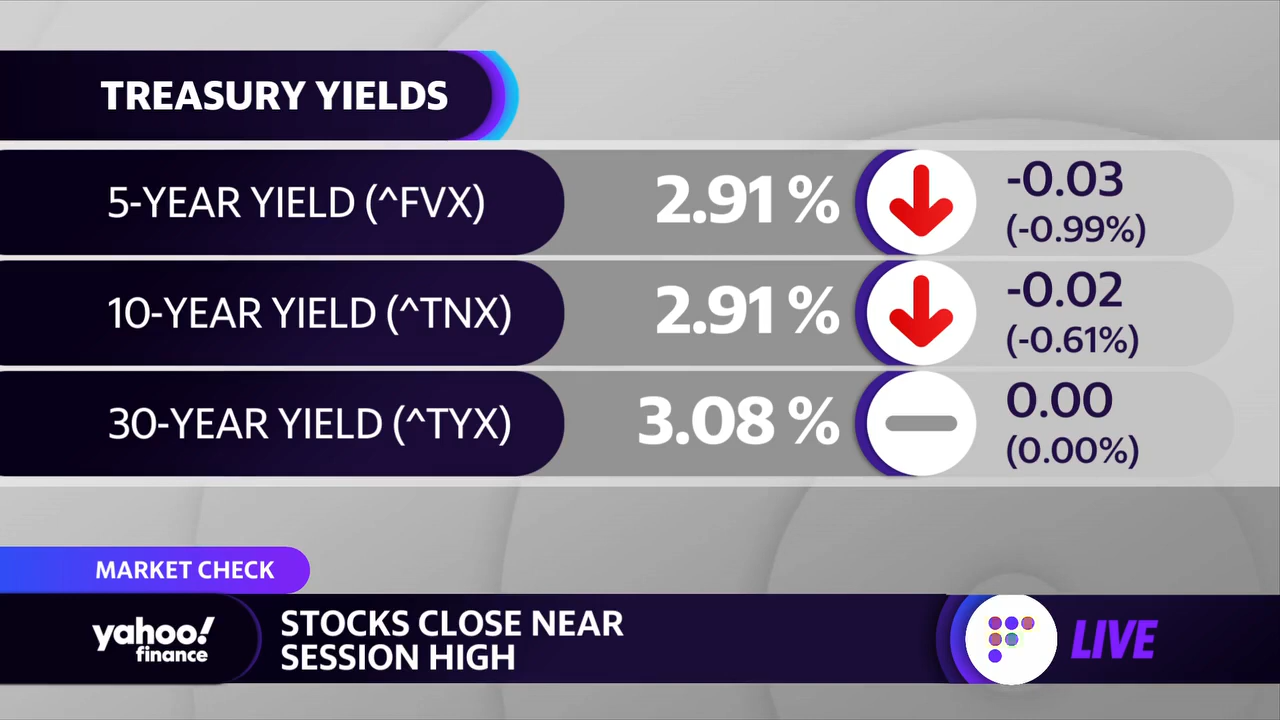 TREASURY YIELDS
5-YEAR YIELD (^FVX) 2.91 % -0.03
(-0.99%)
10-YEAR YIELD (^TNX) 2.91 % -0.02
(-0.61%)
30-YEAR YIELD (^TYX) 3.08 % 0.00
(0.00%)
MARKET CHECK
yahoo!
finance
STOCKS CLOSE NEAR
SESSION HIGH
LIVE